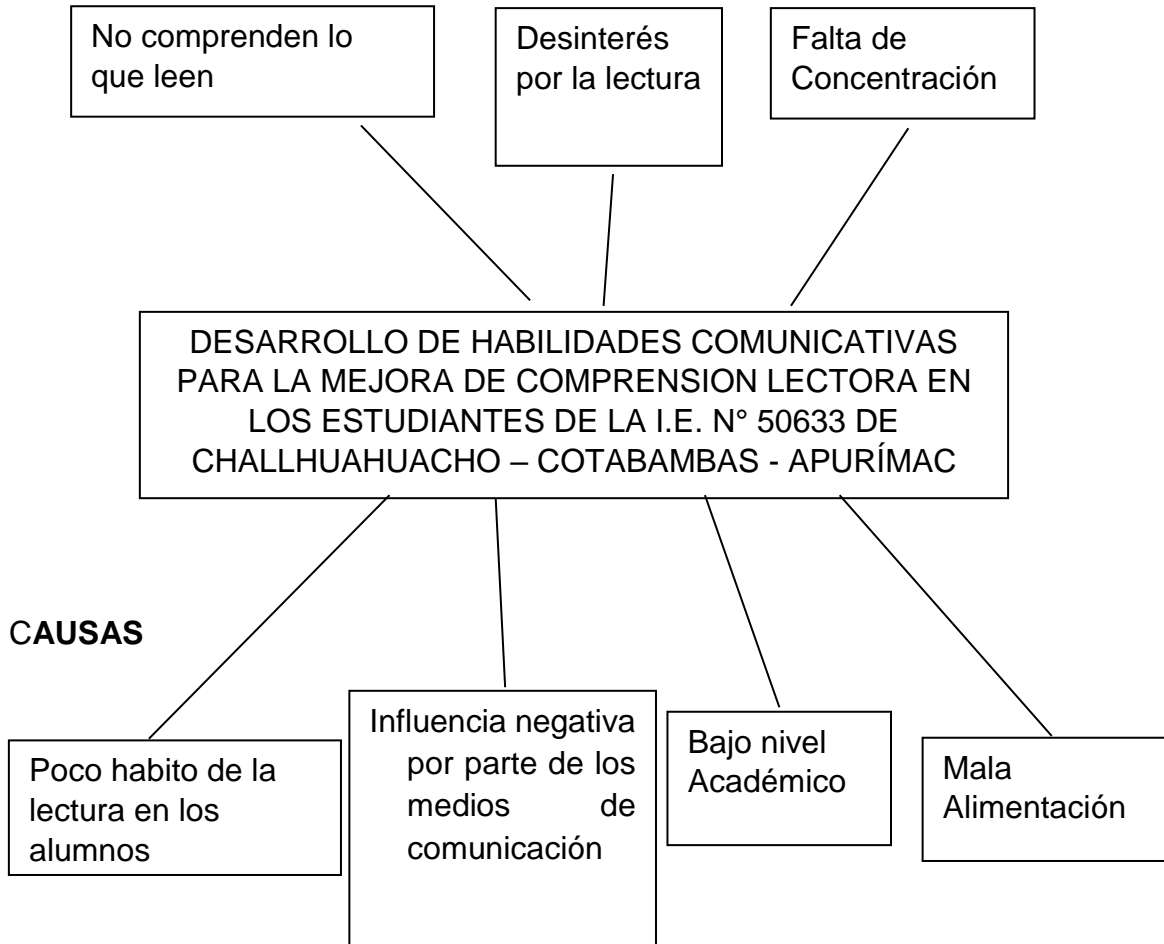 No comprenden lo
que leen
Desinterés
por la lectura
Falta de
Concentración
DESARROLLO DE HABILIDADES COMUNICATIVAS
PARA LA MEJORA DE COMPRENSION LECTORA EN
LOS ESTUDIANTES DE LA I.E. N° 50633 DE
CHALLHUAHUACHO – COTABAMBAS - APURÍMAC
CAUSAS
Poco habito de la
lectura en los
alumnos
Influencia negativa
por parte de los
medios de
comunicación
Bajo nivel
Académico
Mala
Alimentación